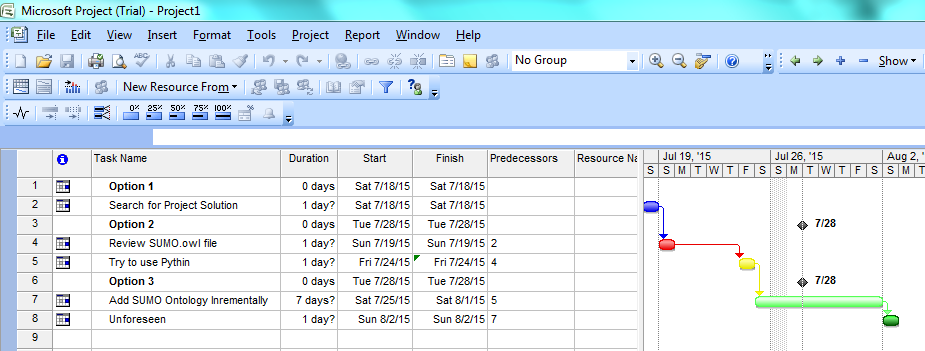 Microsoft Project (Trial) - Project1
File Edit View Insert Format Tools Project Report Window Help
ABC No Group Show
New Resource From
0% 25% 50% 75% 100%
Task Name Duration Start Finish Predecessors Resource Na Jul 19, '15 Jul 26, '15 Aug 2, '
S S M T W T F S S M T W T F S S M T
1 Option 1 0 days Sat 7/18/15 Sat 7/18/15
2 Search for Project Solution 1 day? Sat 7/18/15 Sat 7/18/15
3 Option 2 0 days Tue 7/28/15 Tue 7/28/15 7/28
4 Review SUMO.owl file 1 day? Sun 7/19/15 Sun 7/19/15 2
5 Try to use Pythin 1 day? Fri 7/24/15 Fri 7/24/15 4
6 Option 3 0 days Tue 7/28/15 Tue 7/28/15 7/28
7 Add SUMO Ontology Inrementally 7 days? Sat 7/25/15 Sat 8/1/15 5
8 Unforeseen 1 day? Sun 8/2/15 Sun 8/2/15 7
9